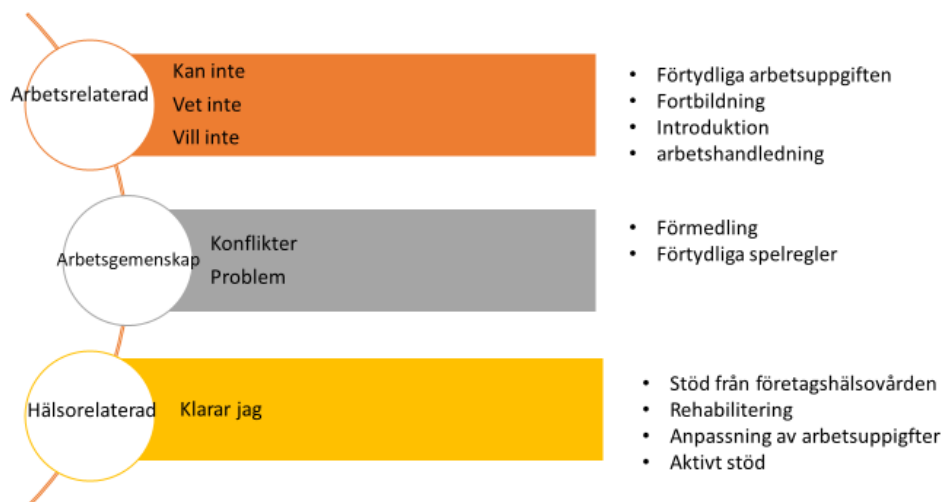 Arbetsrelaterad
Kan inte
Vet inte
Vill inte
• Förtydliga arbetsuppgiften
• Fortbildning
• Introduktion
• arbetshandledning
Arbetsgemenskap
Konflikter
Problem
• Förmedling
• Förtydliga spelregler
Hälsorelaterad
Klarar jag
• Stöd från företagshälsovården
• Rehabilitering
• Anpassning av arbetsuppigfter
• Aktivt stöd